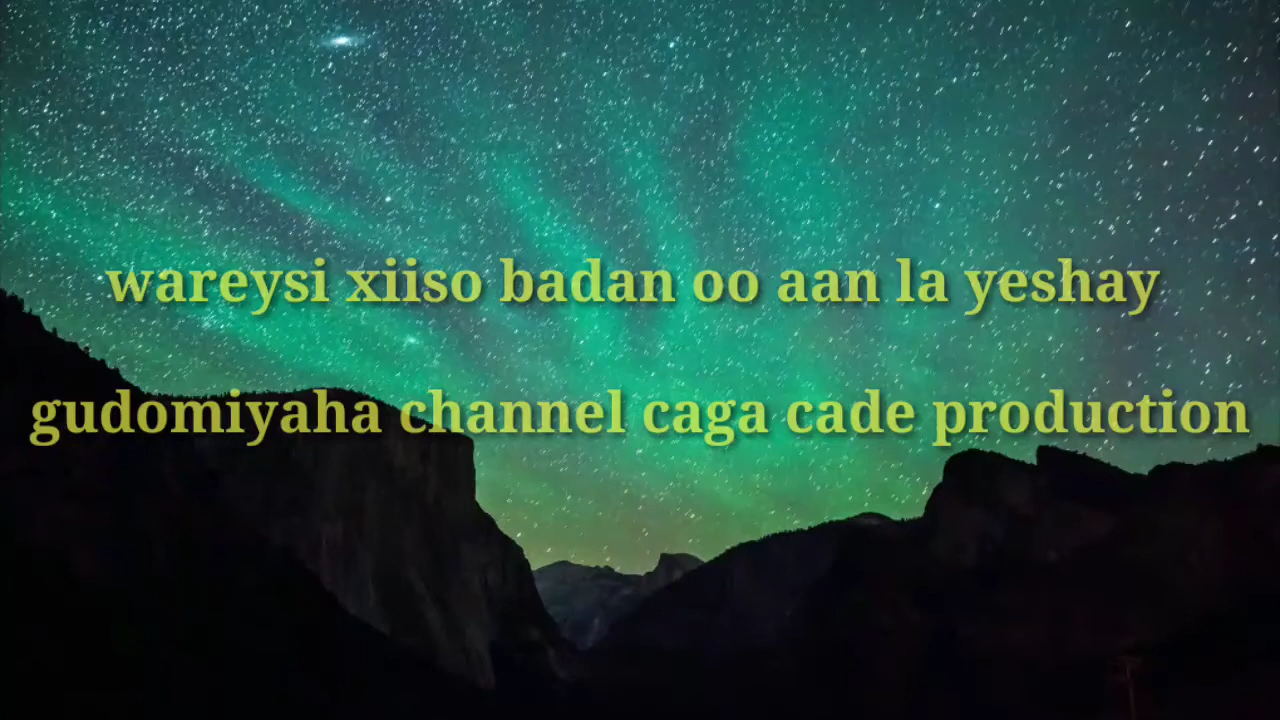 wareysi xiiso badan oo aan la yeshay
gudomiyaha channel caga cade production